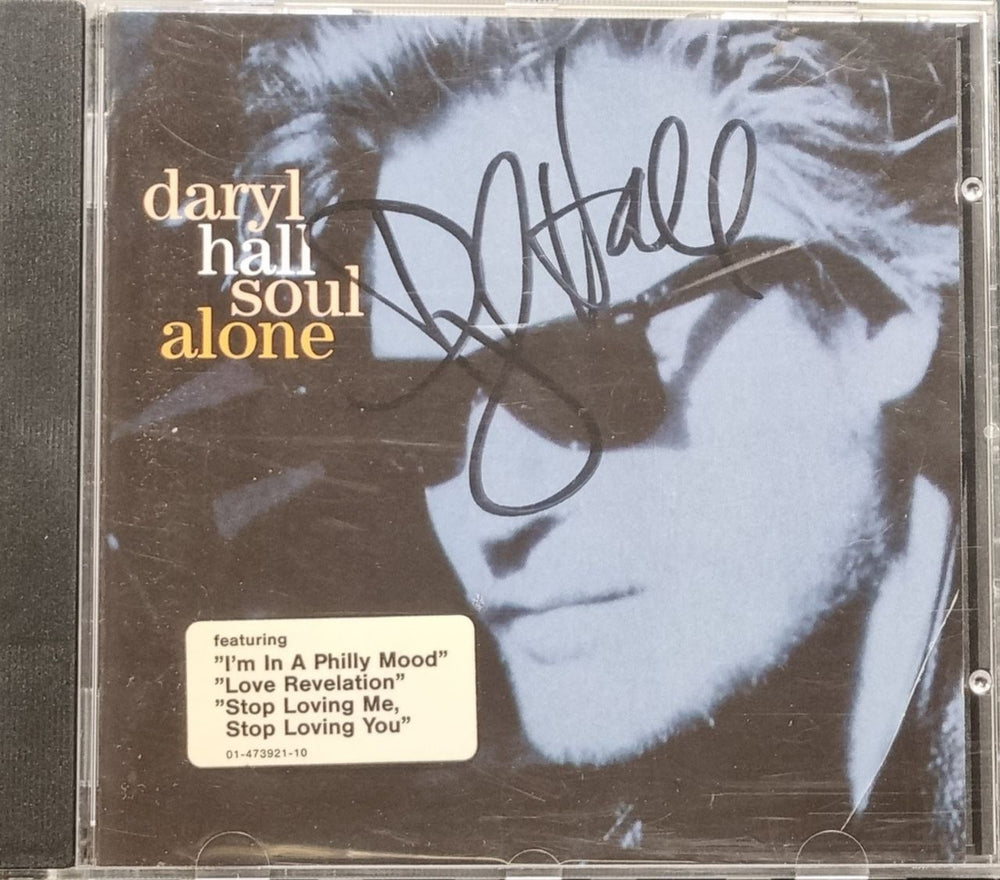 daryl
hall
soul
alone
D Hall
featuring
"I'm In A Philly Mood"
"Love Revelation"
"Stop Loving Me,
Stop Loving You"
01-473921-10